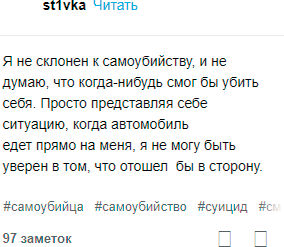 st1vka Читать
Я не склонен к самоубийству, и не
думаю, что когда-нибудь смог бы убить
себя. Просто представляя себе
ситуацию, когда автомобиль
едет прямо на меня, я не могу быть
уверен в том, что отошел бы в сторону.
#самоубийца #самоубийство #суицид #см
97 заметок